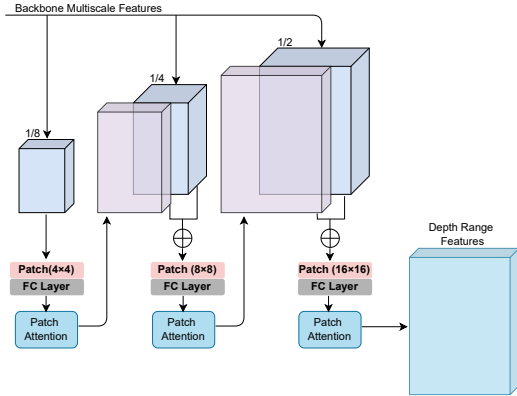 Backbone Multiscale Features
1/2
1/4
1/8
Depth Range
Features
Patch(4×4)
FC Layer
Patch (8×8)
FC Layer
Patch (16×16)
FC Layer
Patch
Attention
Patch
Attention
Patch
Attention